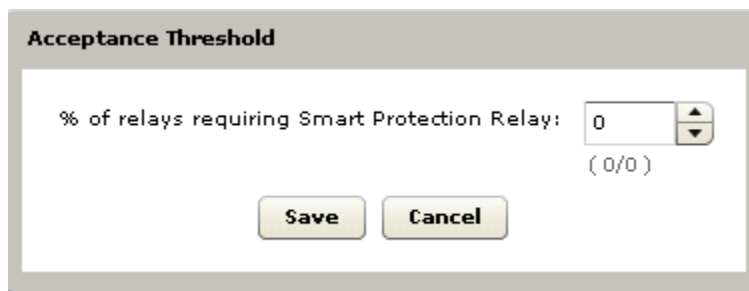 Acceptance Threshold
% of relays requiring Smart Protection Relay: 0
( 0/0 )
Save Cancel